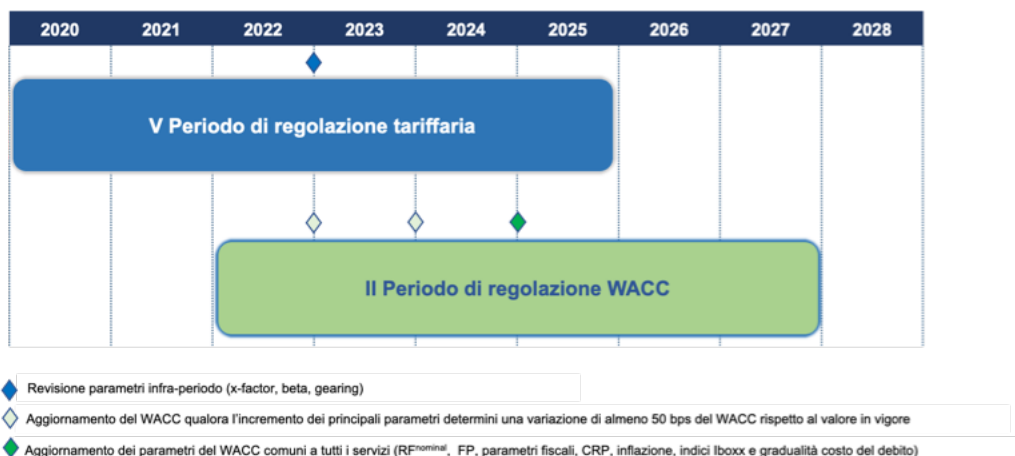 2020 2021 2022 2023 2024 2025 2026 2027 2028
V Periodo di regolazione tariffaria
II Periodo di regolazione WACC
Revisione parametri infra-periodo (x-factor, beta, gearing)
Aggiornamento del WACC qualora l'incremento dei principali parametri determini una variazione di almeno 50 bps del WACC rispetto al valore in vigore
Aggiornamento dei parametri del WACC comuni a tutti i servizi (RFnominal, FP, parametri fiscali, CRP, inflazione, indici Iboxx e gradualità costo del debito)